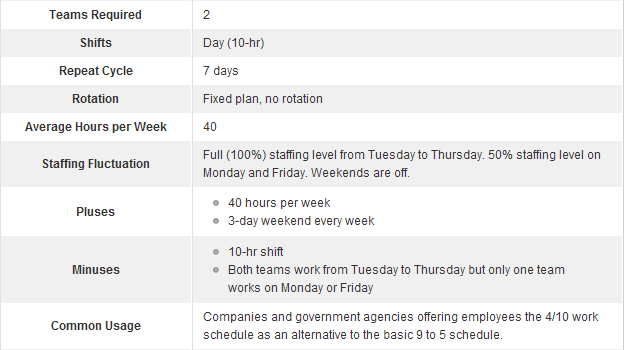 Teams Required 2
Shifts Day (10-hr)
Repeat Cycle 7 days
Rotation Fixed plan, no rotation
Average Hours per Week 40
Staffing Fluctuation Full (100%) staffing level from Tuesday to Thursday. 50% staffing level on
Monday and Friday. Weekends are off.
Pluses
40 hours per week
3-day weekend every week
Minuses
10-hr shift
Both teams work from Tuesday to Thursday but only one team
works on Monday or Friday
Common Usage Companies and government agencies offering employees the 4/10 work
schedule as an alternative to the basic 9 to 5 schedule.